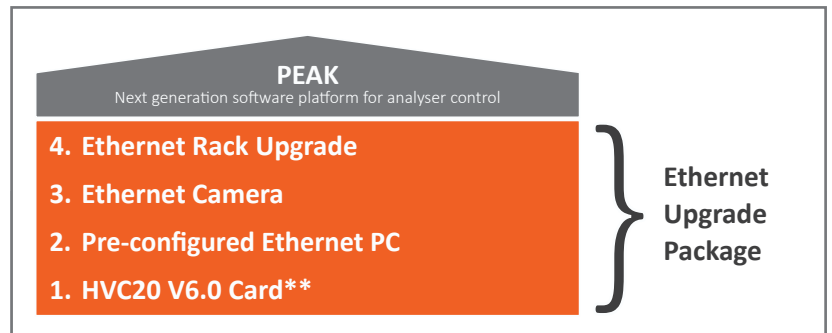 PEAK
Next generation software platform for analyser control
4. Ethernet Rack Upgrade
3. Ethernet Camera
2. Pre-configured Ethernet PC
1. HVC20 V6.0 Card**
Ethernet
Upgrade
Package